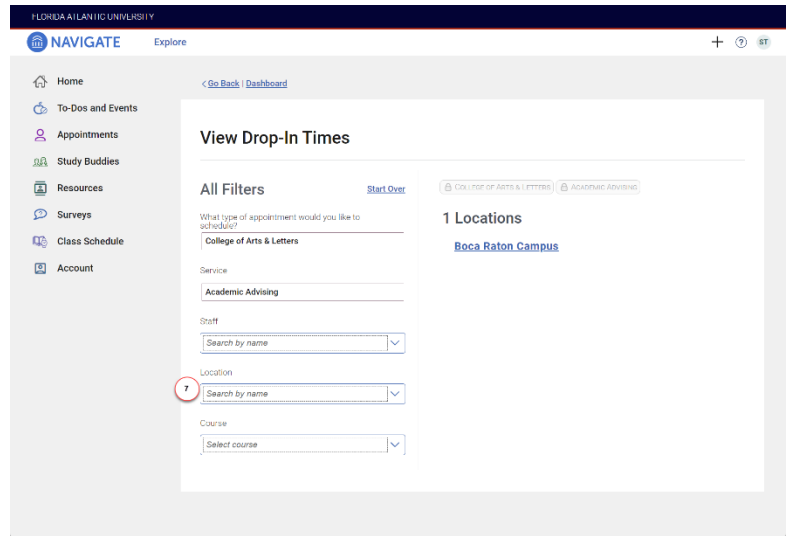 FLORIDA ATLANTIC UNIVERSITY
NAVIGATE Explore
ST
Home
To-Dos and Events
Appointments
Study Buddies
Resources
Surveys
Class Schedule
Account
< Go Back | Dashboard
View Drop-In Times
All Filters Start Over
What type of appointment would you like to
schedule?
College of Arts & Letters
Service
Academic Advising
Staff
Search by name
Location
7 Search by name
Course
Select course
COLLEGE OF ARTS & LETTERS ACADEMIC ADVISING
1 Locations
Boca Raton Campus